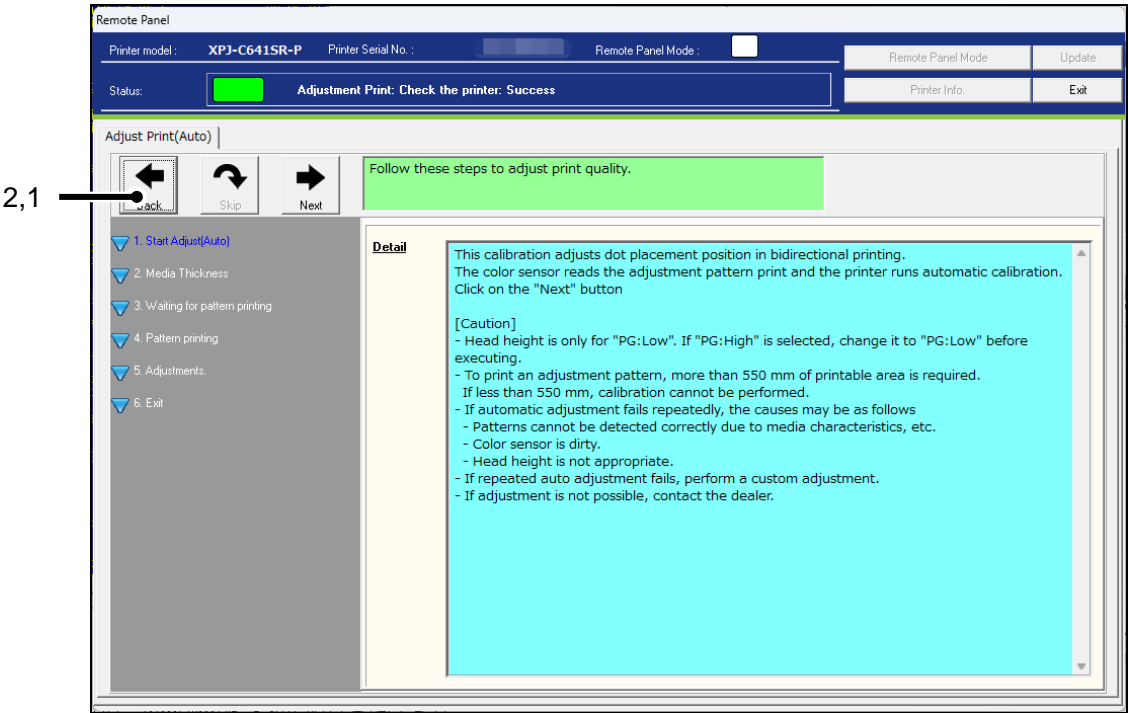 Remote Panel
Printer model :
XPJ-C641SR-P
Printer Serial No. :
Remote Panel Mode :
Remote Panel Mode
Update
Status:
Adjustment Print: Check the printer: Success
Printer Info.
Exit
Adjust Print(Auto)
2,1
Back
Skip
Next
Follow these steps to adjust print quality.
1. Start Adjust(Auto)
2. Media Thickness
3. Waiting for pattern printing
4. Pattern printing
5. Adjustments.
6. Exit
Detail
This calibration adjusts dot placement position in bidirectional printing.
The color sensor reads the adjustment pattern print and the printer runs automatic calibration.
Click on the "Next" button
[Caution]
- Head height is only for "PG:Low". If "PG:High" is selected, change it to "PG:Low" before
executing.
- To print an adjustment pattern, more than 550 mm of printable area is required.
If less than 550 mm, calibration cannot be performed.
- If automatic adjustment fails repeatedly, the causes may be as follows
- Patterns cannot be detected correctly due to media characteristics, etc.
- Color sensor is dirty.
- Head height is not appropriate.
- If repeated auto adjustment fails, perform a custom adjustment.
- If adjustment is not possible, contact the dealer.